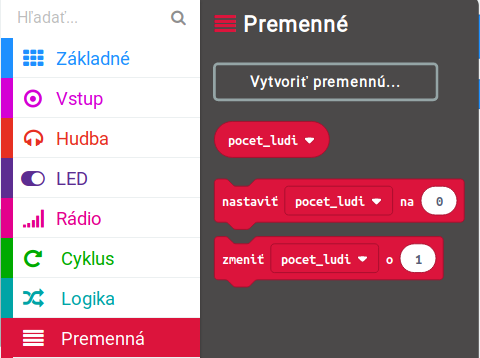 Hľadať...
Základné
Vstup
Hudba
LED
Rádio
Cyklus
Logika
Premenná
Premenné
Vytvoriť premennú...
pocet_ludi
nastaviť pocet_ludi na 0
zmeniť pocet_ludi o 1